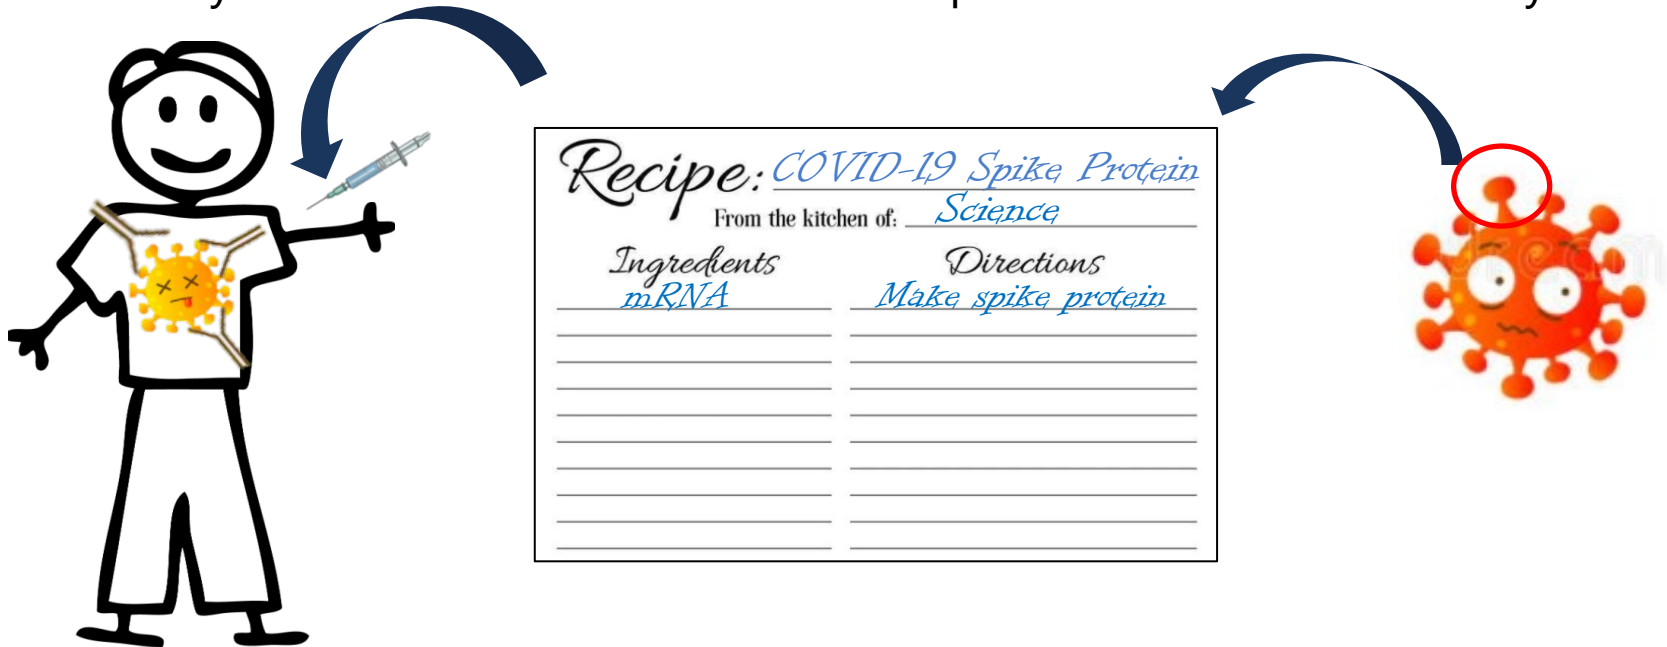 Recipe: COVID-19 Spike Protein
From the kitchen of: Science
Ingredients Directions
mRNA Make spike protein